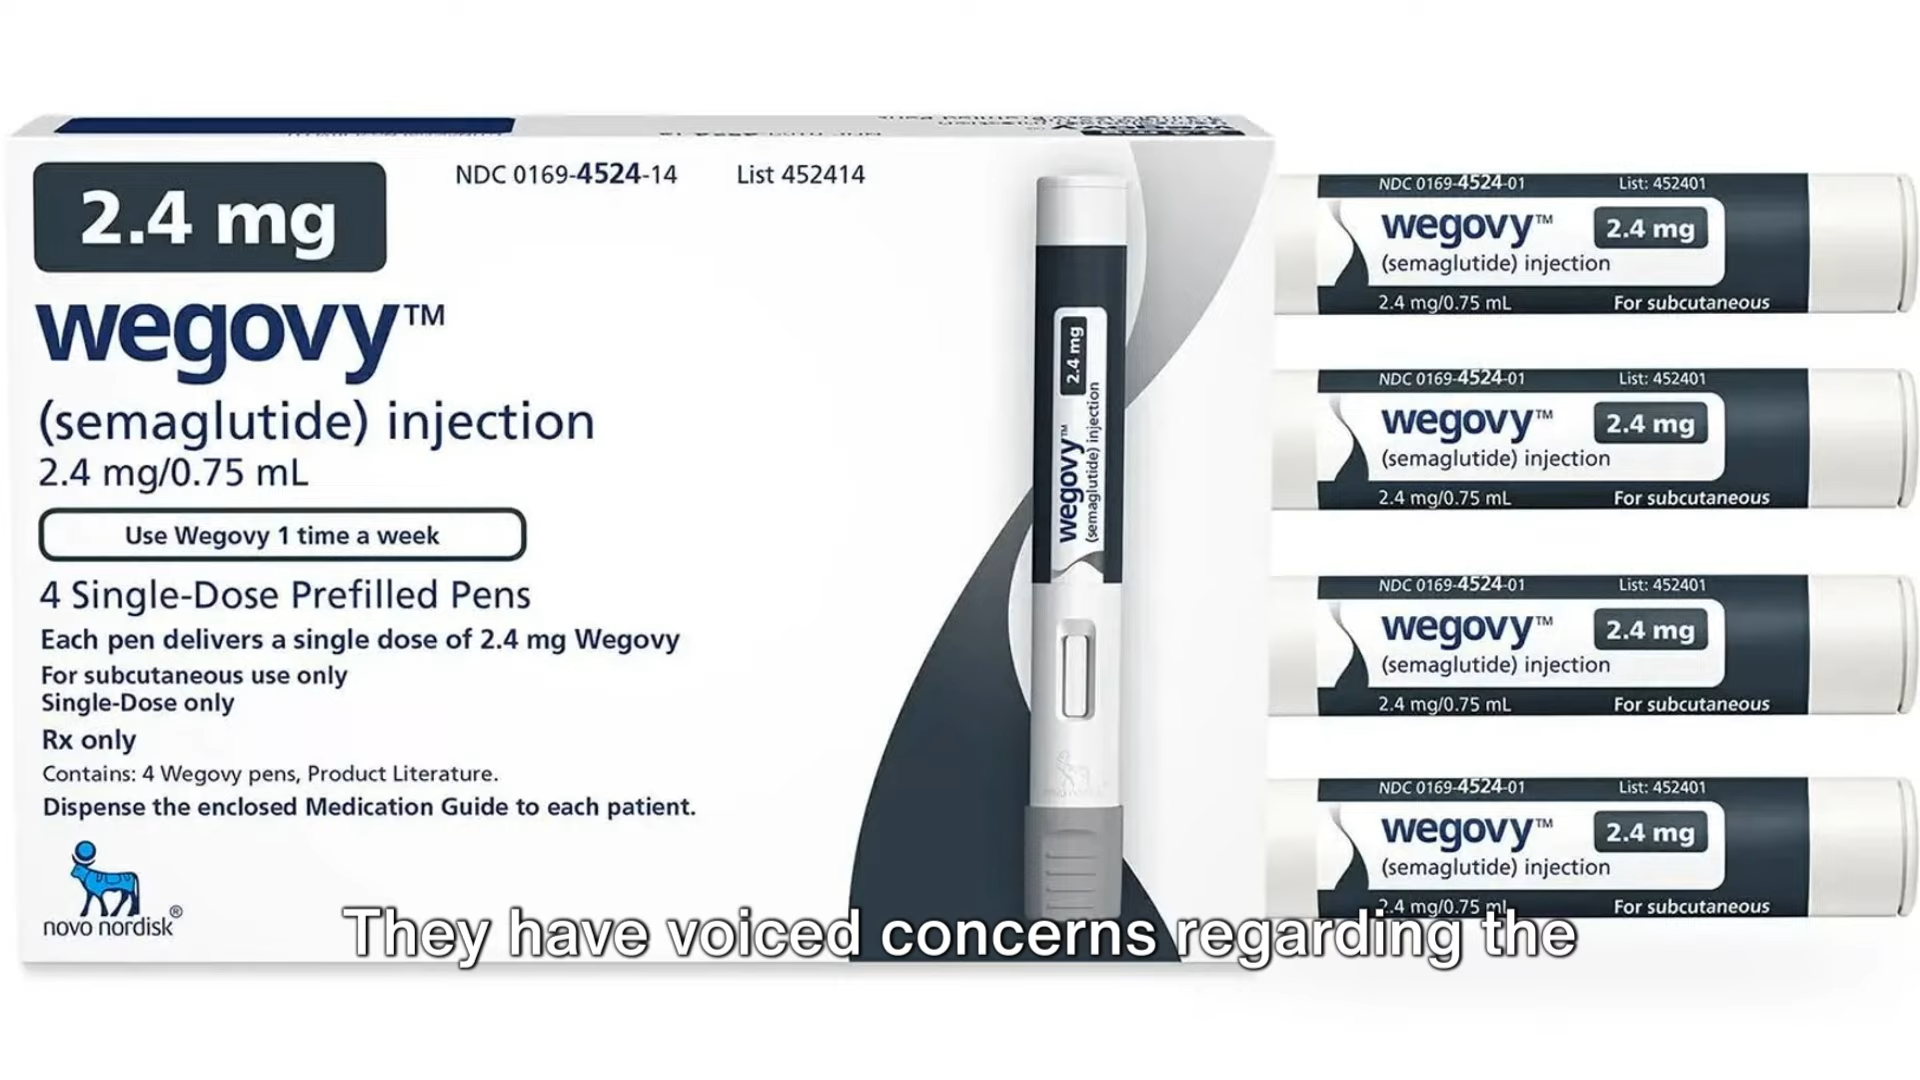 2.4 mg
NDC 0169-4524-14
List 452414
wegovy™
(semaglutide) injection
2.4 mg/0.75 mL
Use Wegovy 1 time a week
4 Single-Dose Prefilled Pens
Each pen delivers a single dose of 2.4 mg Wegovy
For subcutaneous use only
Single-Dose only
Rx only
Contains: 4 Wegovy pens, Product Literature.
Dispense the enclosed Medication Guide to each patient.
novo nordisk®
wegovy™
(semaglutide) injection
2.4 mg
NDC 0169-4524-01 List: 452401
wegovy™ 2.4 mg
(semaglutide) injection
2.4 mg/0.75 mL For subcutaneous
NDC 0169-4524-01 List: 452401
wegovy™ 2.4 mg
(semaglutide) injection
2.4 mg/0.75 mL For subcutaneous
NDC 0169-4524-01 List: 452401
wegovy™ 2.4 mg
(semaglutide) injection
2.4 mg/0.75 mL For subcutaneous
NDC 0169-4524-01 List: 452401
wegovy™ 2.4 mg
(semaglutide) injection
2.4 mg/0.75 mL For subcutaneous
They have voiced concerns regarding the